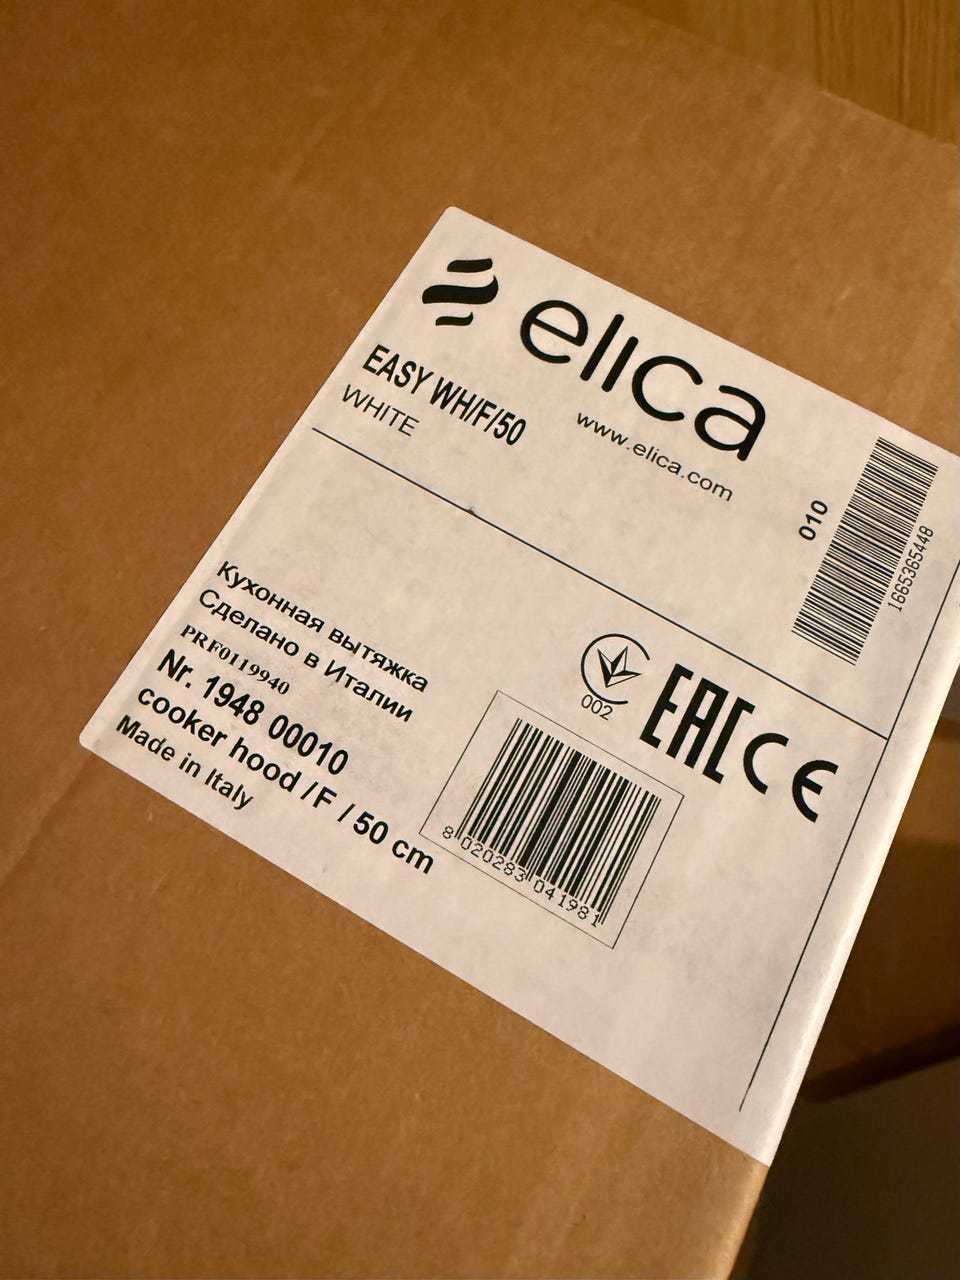 elica
www.elica.com
EASY WH/F/50
WHITE
010
1665365448
Кухонная вытяжка
Сделано в Италии
PRF0119940
Nr. 1948 00010
cooker hood / F / 50 cm
Made in Italy
002
EAC CE
8 020283 041981